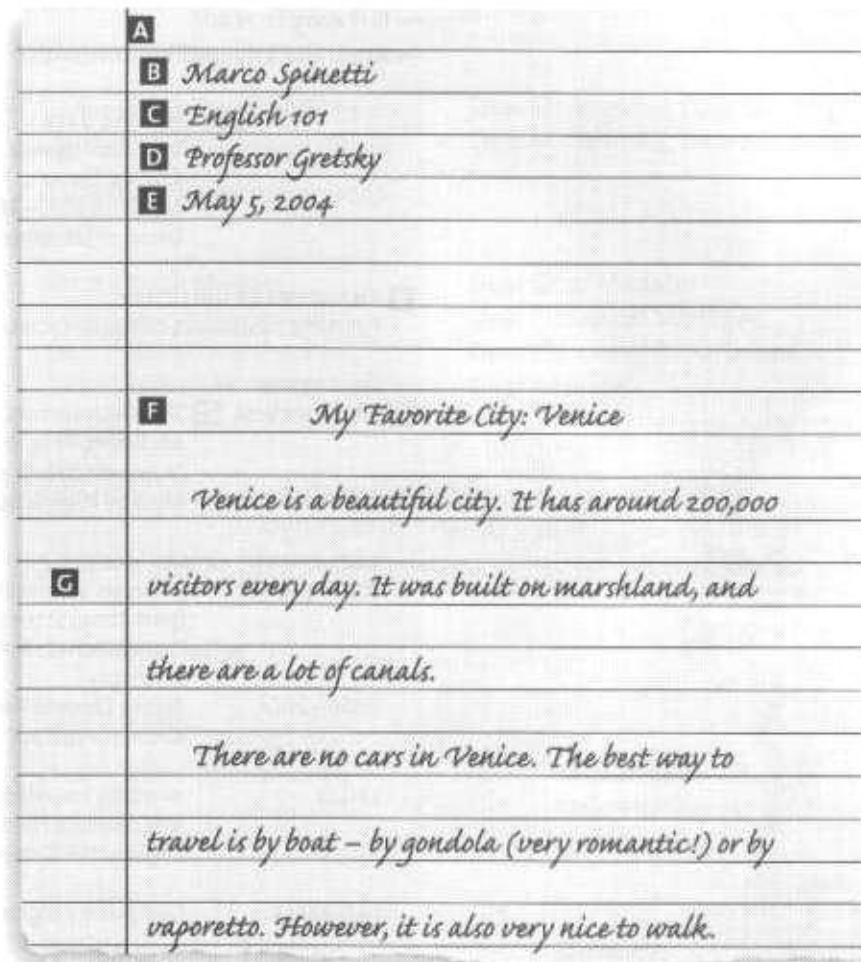 A
B Marco Spinetti
C English 101
D Professor Gretsky
E May 5, 2004
F My Favorite City: Venice
Venice is a beautiful city. It has around 200,000
G visitors every day. It was built on marshland, and
there are a lot of canals.
There are no cars in Venice. The best way to
travel is by boat – by gondola (very romantic!) or by
vaporetto. However, it is also very nice to walk.